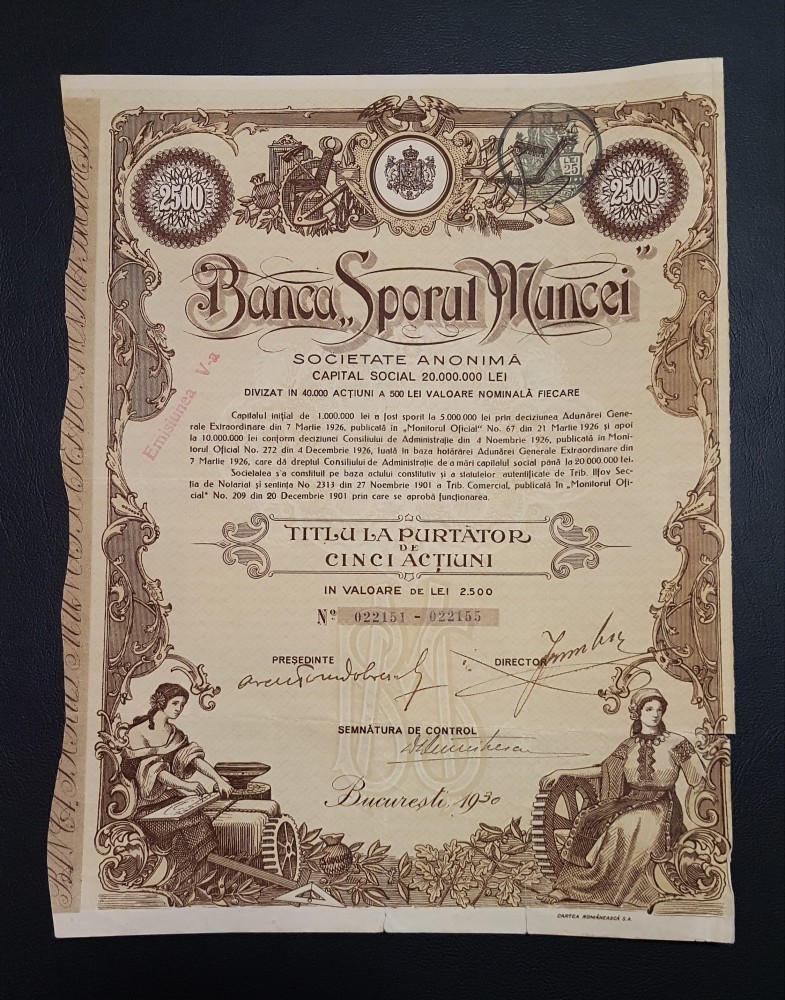 2500
LEI
25
2500
Banca „Sporul Muncei"
SOCIETATE ANONIMĂ
CAPITAL SOCIAL 20.000.000 LEI
DIVIZAT IN 40.000 ACȚIUNI A 500 LEI VALOARE NOMINALĂ FIECARE
Emisiunea V-a
Capitalul inițial de 1.000.000 lei a fost sporit la 5.000.000 lei prin deciziunea Adunărei Gene-
rale Extraordinare din 7 Martie 1926, publicată în „Monitorul Oficial" No. 67 din 21 Martie 1926 și apoi
la 10.000.000 lei conform deciziunei Consiliului de Administrație din 4 Noembrie 1926, publicată in Moni-
torul Oficial No. 272 din 4 Decembrie 1926, luată în baza hotărârei Adunărei Generale Extraordinare din
7 Martie 1926, care dă dreptul Consiliului de Administrație de a mări capitalul social până la 20.000.000 lei.
Societatea s'a constituit pe baza actului constitutiv și a statutelor autentificate de Trib. Ilfov Sec-
ția de Notariat și sentința No 2313 din 27 Noembrie 1901 a Trib. Comercial, publicată în „Monitorul Ofi-
cial" No. 209 din 20 Decembrie 1901 prin care se aprobă funcționarea.
TITLU LA PURTĂTOR
DE
CINCI ACȚIUNI
IN VALOARE DE LEI 2.500
Nº 022151 - 022155
PREȘEDINTE
DIRECTOR
SEMNĂTURA DE CONTROL
București, 1930
CARTEA ROMÂNEASCĂ S.A.